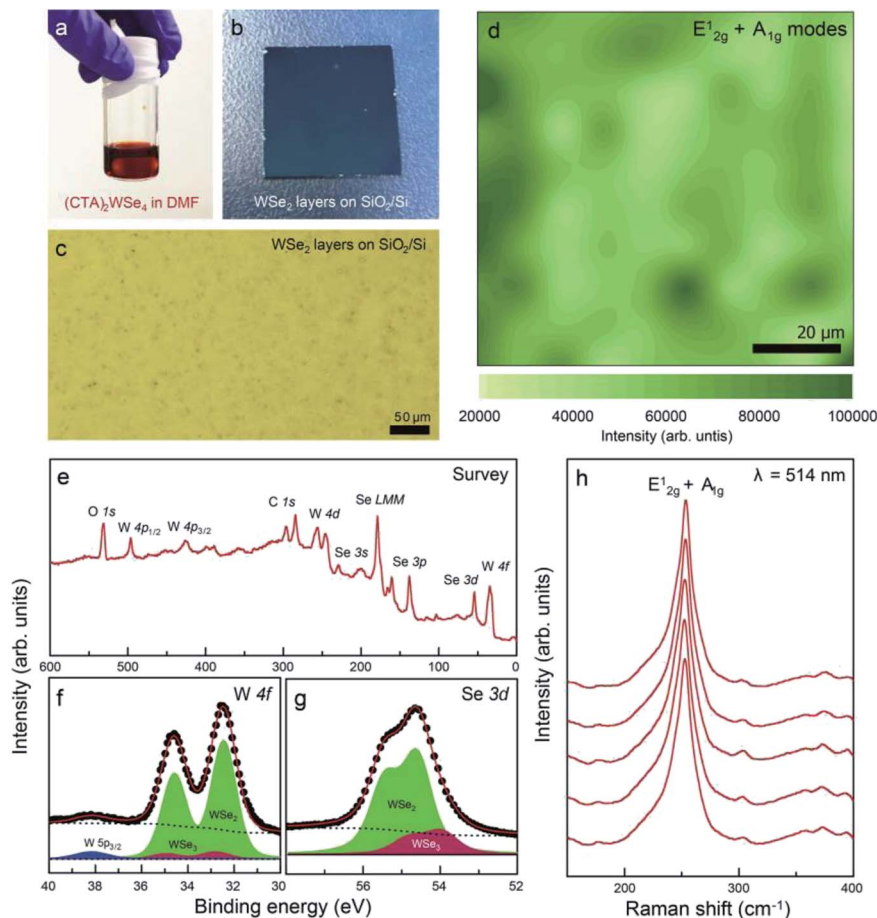 a
(CTA)₂WSe₄ in DMF
b
WSe₂ layers on SiO₂/Si
c
WSe₂ layers on SiO₂/Si
50 µm
d
E¹₂g + A₁g modes
20 µm
20000 40000 60000 80000 100000
Intensity (arb. untis)
e
Survey
O 1s
W 4p₁/₂
W 4p₃/₂
C 1s
W 4d
Se 3s
Se LMM
Se 3p
Se 3d
W 4f
600 500 400 300 200 100 0
Intensity (arb. units)
f
W 4f
WSe₂
WSe₃
W 5p₃/₂
40 38 36 34 32 30
g
Se 3d
WSe₂
WSe₃
56 54 52
Binding energy (eV)
h
λ = 514 nm
E¹₂g + A₁g
Intensity (arb. units)
200 300 400
Raman shift (cm⁻¹)